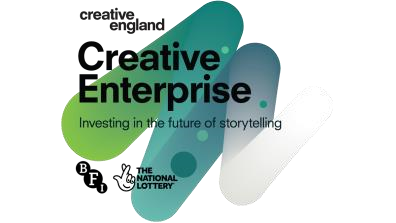 creative
england
Creative
Enterprise
Investing in the future of storytelling
BFI
THE
NATIONAL
LOTTERY